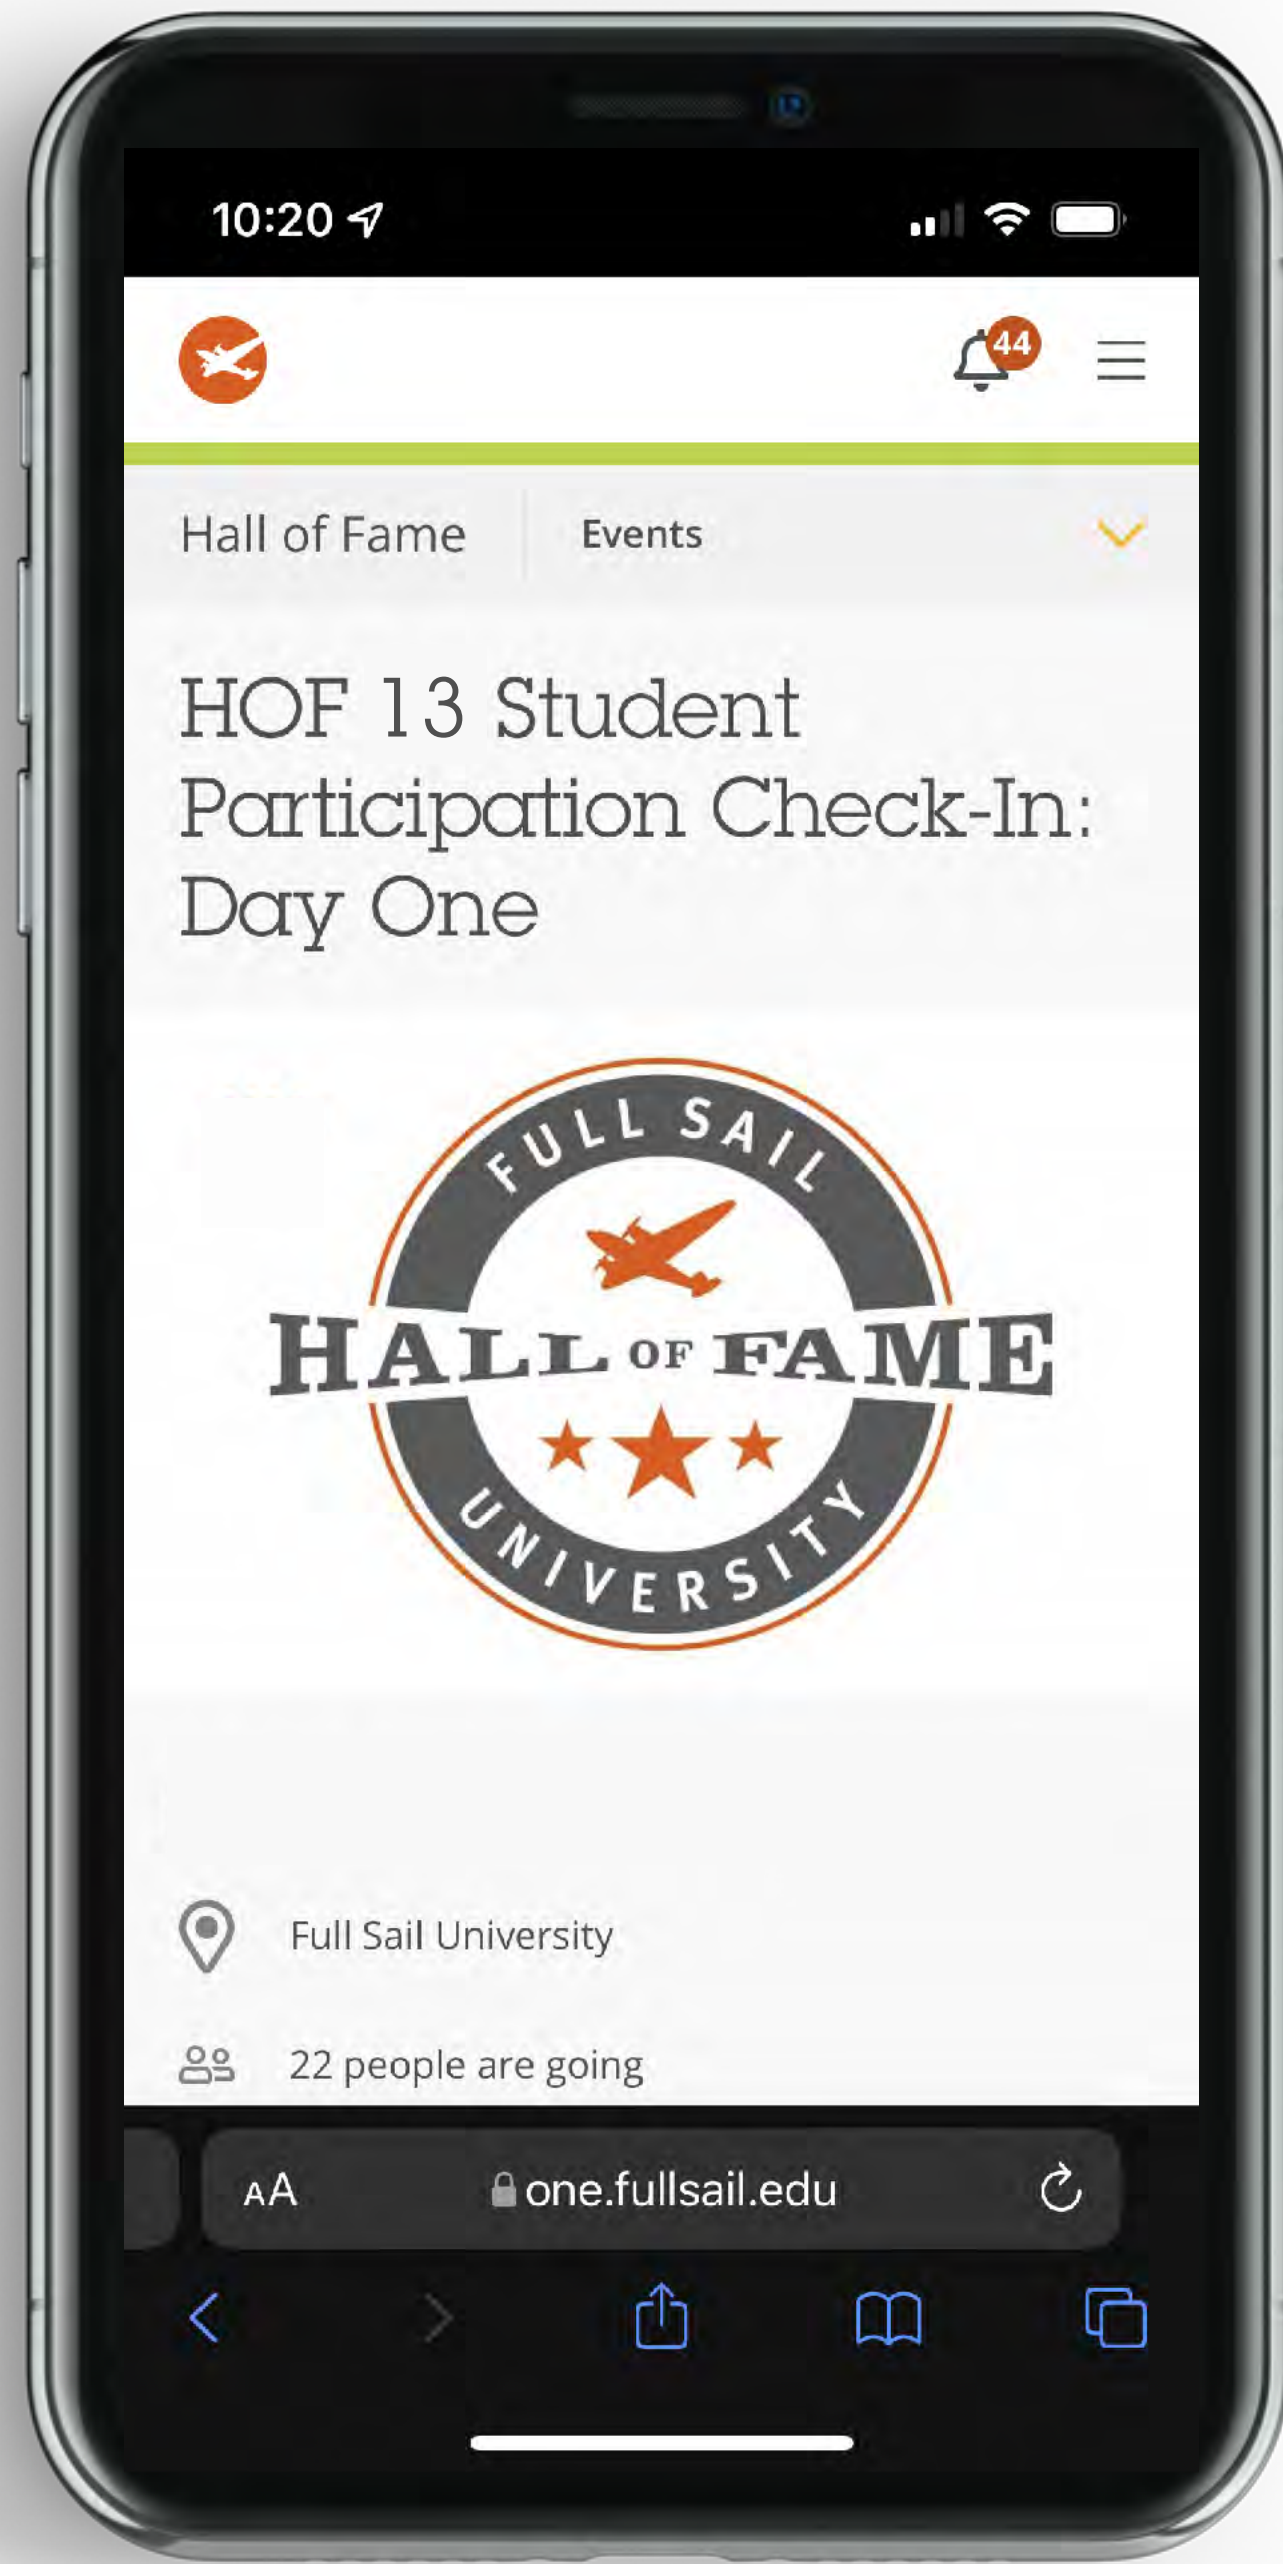 10:20
44
Hall of Fame
Events
HOF 13 Student
Participation Check-In:
Day One
FULL SAIL
HALL OF FAME
UNIVERSITY
Full Sail University
22 people are going
AA
one.fullsail.edu